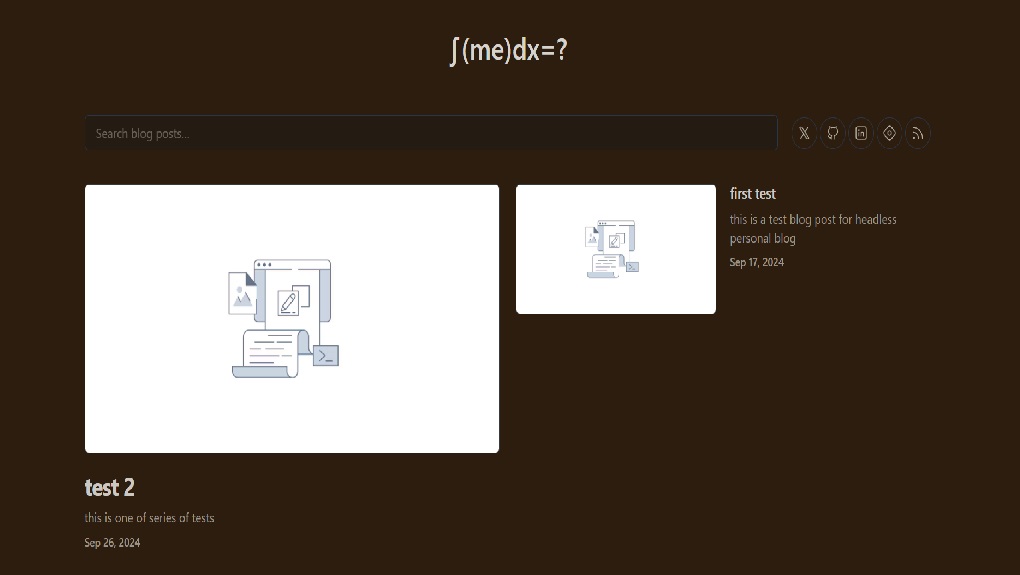 ∫(me)dx=?
Search blog posts...
test 2
this is one of series of tests
Sep 26, 2024
first test
this is a test blog post for headless
personal blog
Sep 17, 2024